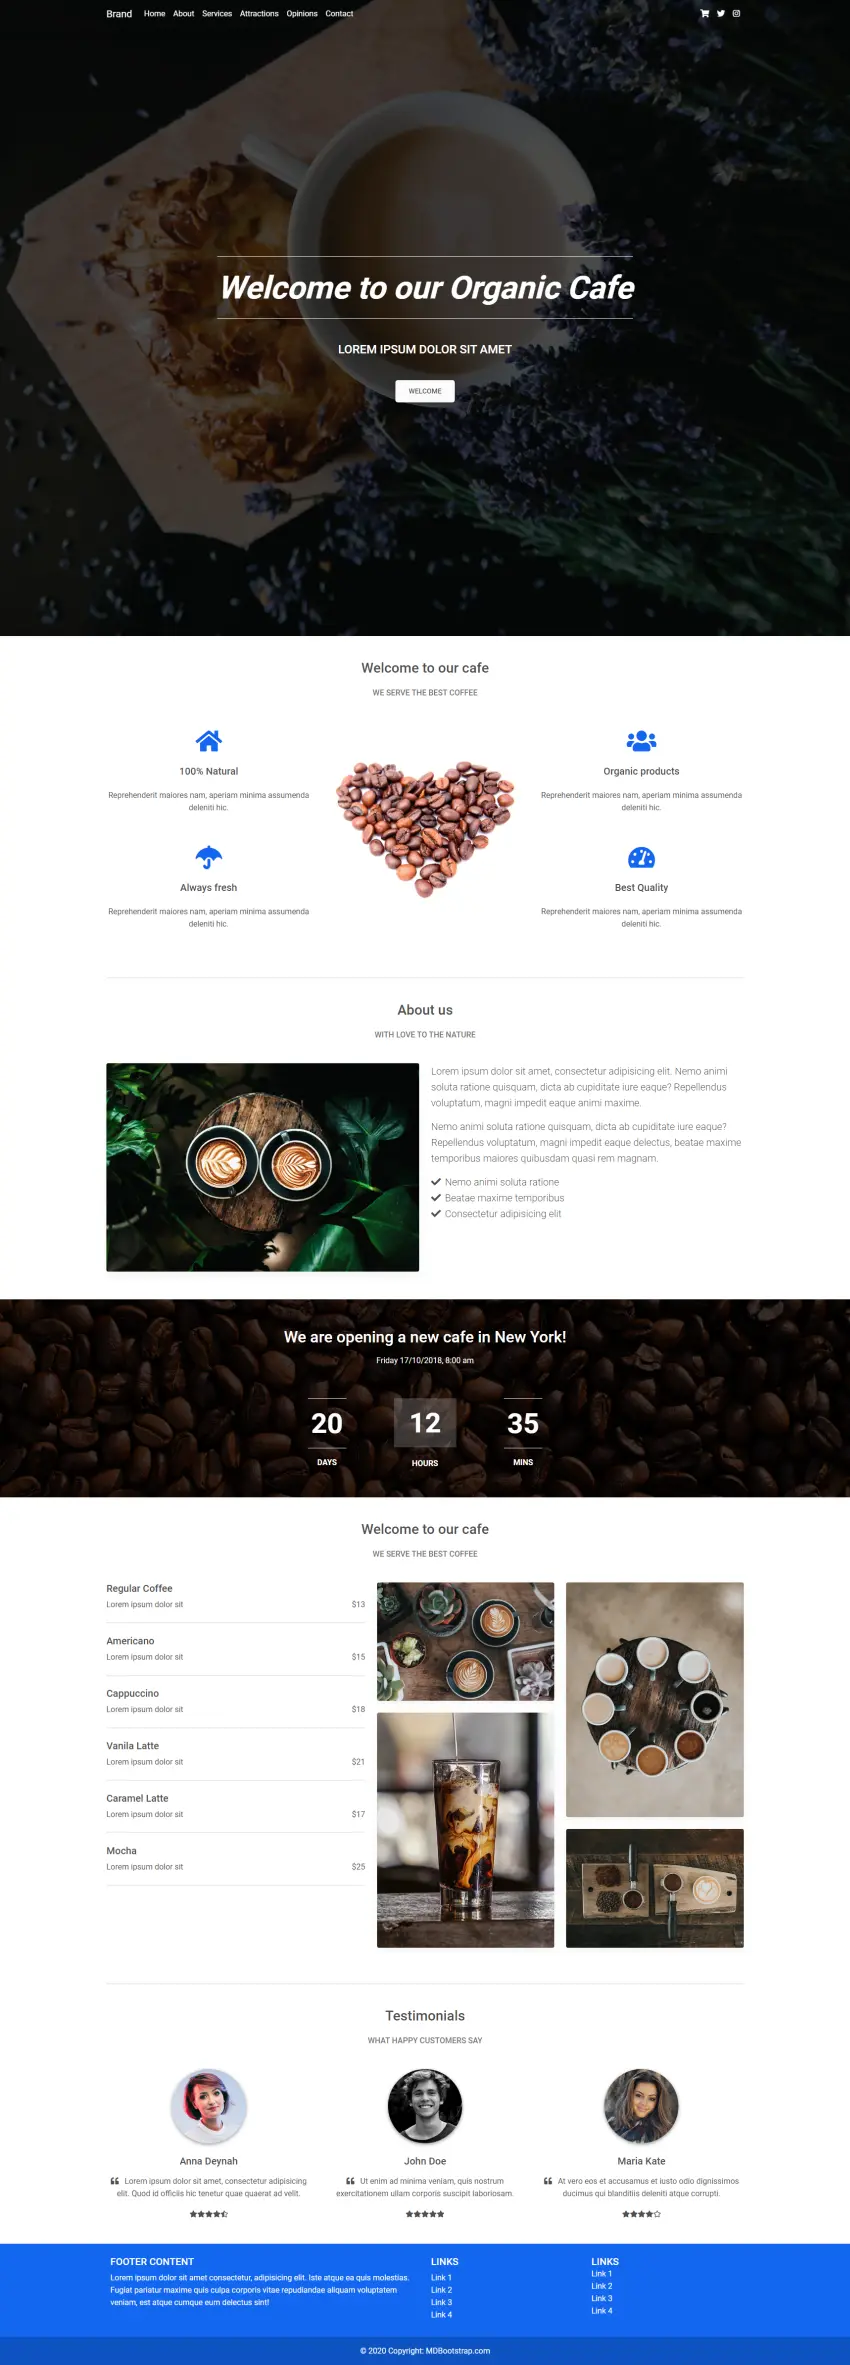 Brand Home About Services Attractions Opinions Contact
Welcome to our Organic Cafe
LOREM IPSUM DOLOR SIT AMET
WELCOME
Welcome to our cafe
WE SERVE THE BEST COFFEE
100% Natural
Reprehenderit maiores nam, aperiam minima assumenda
deleniti hic.
Always fresh
Reprehenderit maiores nam, aperiam minima assumenda
deleniti hic.
Organic products
Reprehenderit maiores nam, aperiam minima assumenda
deleniti hic.
Best Quality
Reprehenderit maiores nam, aperiam minima assumenda
deleniti hic.
About us
WITH LOVE TO THE NATURE
Lorem ipsum dolor sit amet, consectetur adipisicing elit. Nemo animi
soluta ratione quisquam, dicta ab cupiditate iure eaque? Repellendus
voluptatum, magni impedit eaque animi maxime.
Nemo animi soluta ratione quisquam, dicta ab cupiditate iure eaque?
Repellendus voluptatum, magni impedit eaque delectus, beatae maxime
temporibus maiores quibusdam quasi rem magnam.
Nemo animi soluta ratione
Beatae maxime temporibus
Consectetur adipisicing elit
We are opening a new cafe in New York!
Friday 17/10/2018, 8:00 am
20 12 35
DAYS HOURS MINS
Welcome to our cafe
WE SERVE THE BEST COFFEE
Regular Coffee
Lorem ipsum dolor sit $13
Americano
Lorem ipsum dolor sit $15
Cappuccino
Lorem ipsum dolor sit $18
Vanila Latte
Lorem ipsum dolor sit $21
Caramel Latte
Lorem ipsum dolor sit $17
Mocha
Lorem ipsum dolor sit $25
Testimonials
WHAT HAPPY CUSTOMERS SAY
Anna Deynah
Lorem ipsum dolor sit amet, consectetur adipisicing
elit. Quod id officiis hic tenetur quae quaerat ad velit.
John Doe
Ut enim ad minima veniam, quis nostrum
exercitationem ullam corporis suscipit laboriosam.
Maria Kate
At vero eos et accusamus et iusto odio dignissimos
ducimus qui blanditiis deleniti atque corrupti.
FOOTER CONTENT
Lorem ipsum dolor sit amet consectetur, adipisicing elit. Iste atque ea quis molestias.
Fugiat pariatur maxime quis culpa corporis vitae repudiandae aliquam voluptatem
veniam, est atque cumque eum delectus sint!
LINKS
Link 1
Link 2
Link 3
Link 4
LINKS
Link 1
Link 2
Link 3
Link 4
© 2020 Copyright: MDBootstrap.com